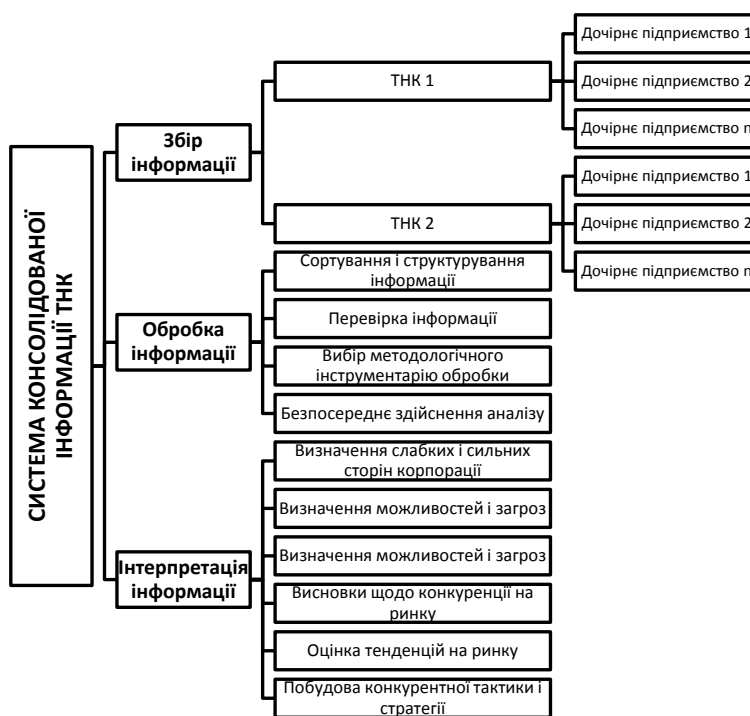 СИСТЕМА КОНСОЛІДОВАНОЇ
ІНФОРМАЦІЇ ТНК
Збір
інформації
ТНК 1
Дочірнє підприємство 1
Дочірнє підприємство 2
Дочірнє підприємство n
ТНК 2
Дочірнє підприємство 1
Дочірнє підприємство 2
Дочірнє підприємство n
Обробка
інформації
Сортування і структурування
інформації
Перевірка інформації
Вибір методологічного
інструментарію обробки
Безпосереднє здійснення аналізу
Інтерпретація
інформації
Визначення слабких і сильних
сторін корпорації
Визначення можливостей і загроз
Визначення можливостей і загроз
Висновки щодо конкуренції на
ринку
Оцінка тенденцій на ринку
Побудова конкурентної тактики і
стратегії